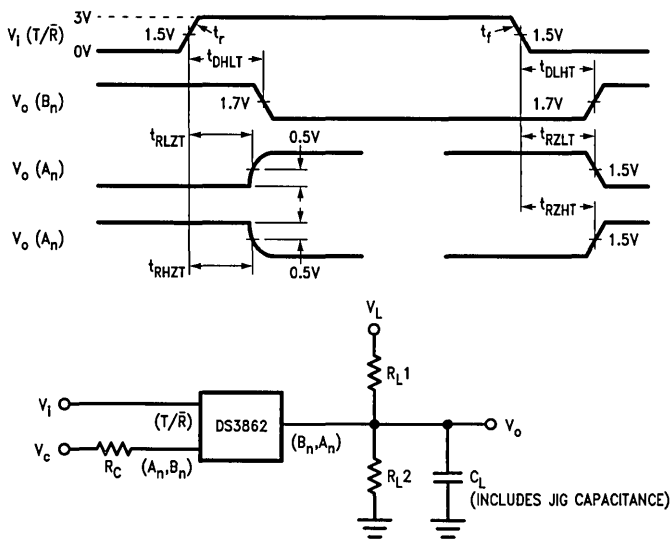 3V
V_i (T/R̄) 1.5V t_r t_f 1.5V
0V
t_DHLT t_DLHT
V_o (B_n) 1.7V 1.7V
t_RLZT 0.5V t_RZLT
V_o (A_n) 1.5V
t_RZHT
V_o (A_n) 1.5V
t_RHZT 0.5V
V_L
R_L1
V_i (T/R̄) DS3862 (B_n,A_n) V_o
V_c R_C (A_n,B_n) R_L2 C_L
(INCLUDES JIG CAPACITANCE)